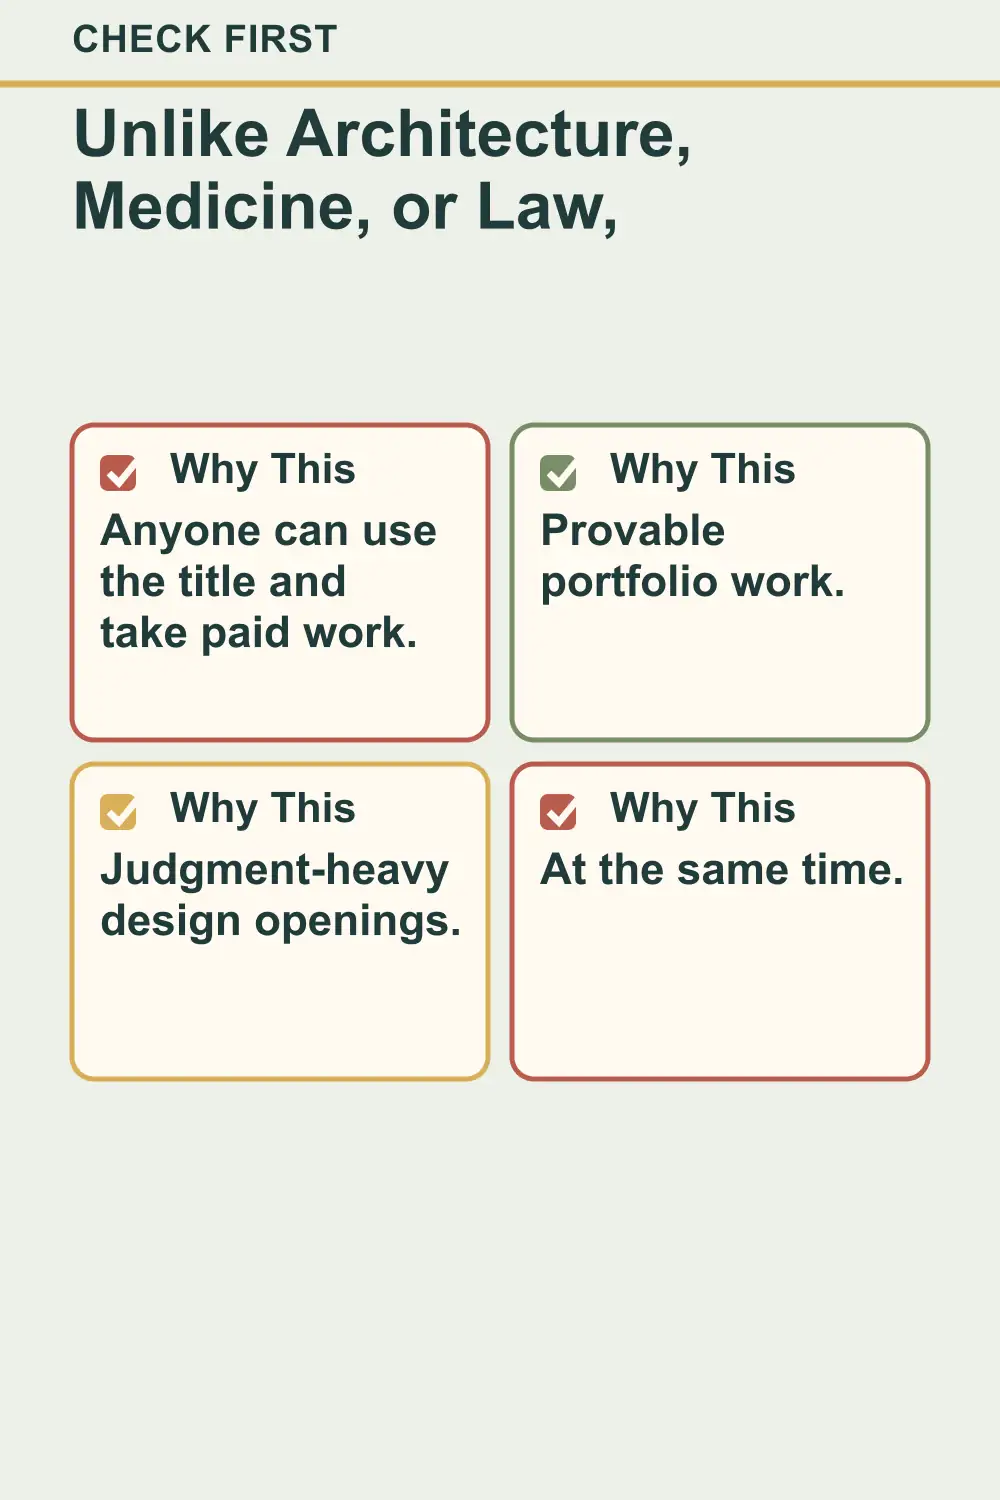 CHECK FIRST
Unlike Architecture,
Medicine, or Law,
Why This
Anyone can use
the title and
take paid work.
Why This
Provable
portfolio work.
Why This
Judgment-heavy
design openings.
Why This
At the same time.